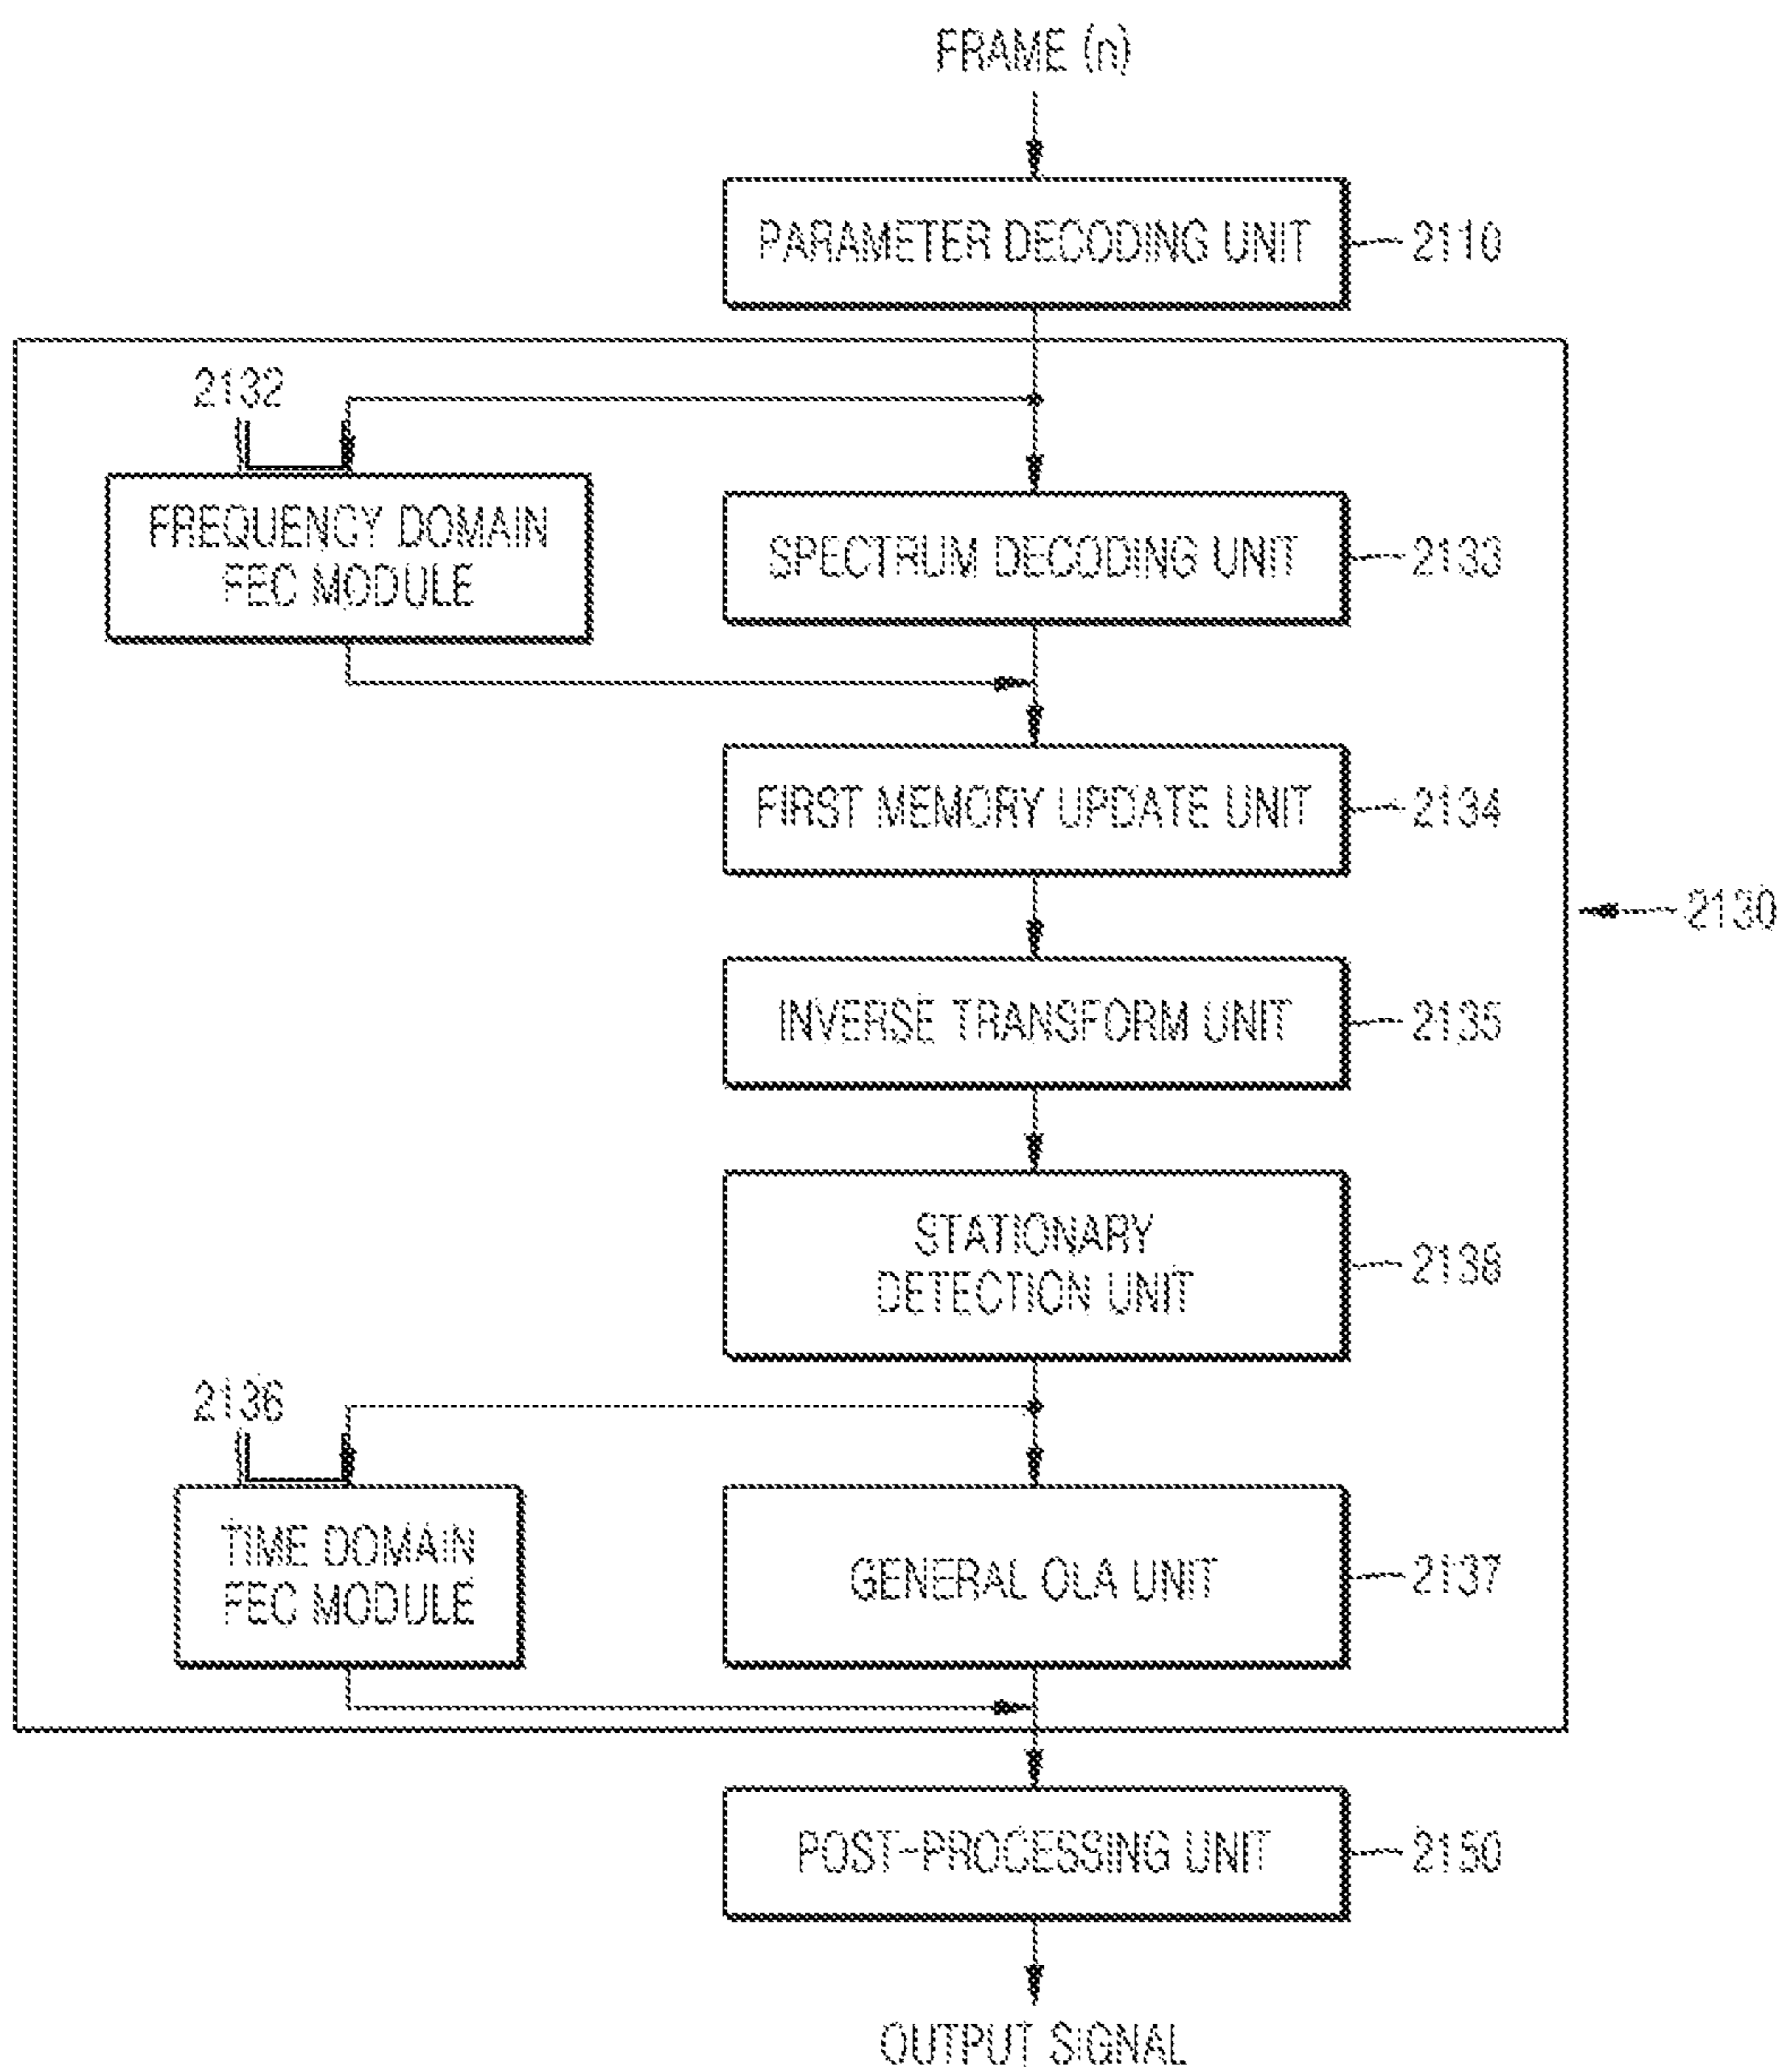 FRAME (n)
PARAMETER DECODING UNIT
2110
2132
FREQUENCY DOMAIN
FEC MODULE
SPECTRUM DECODING UNIT
2133
FIRST MEMORY UPDATE UNIT
2134
2130
INVERSE TRANSFORM UNIT
2135
STATIONARY
DETECTION UNIT
2138
2136
TIME DOMAIN
FEC MODULE
GENERAL OLA UNIT
2137
POST-PROCESSING UNIT
2150
OUTPUT SIGNAL